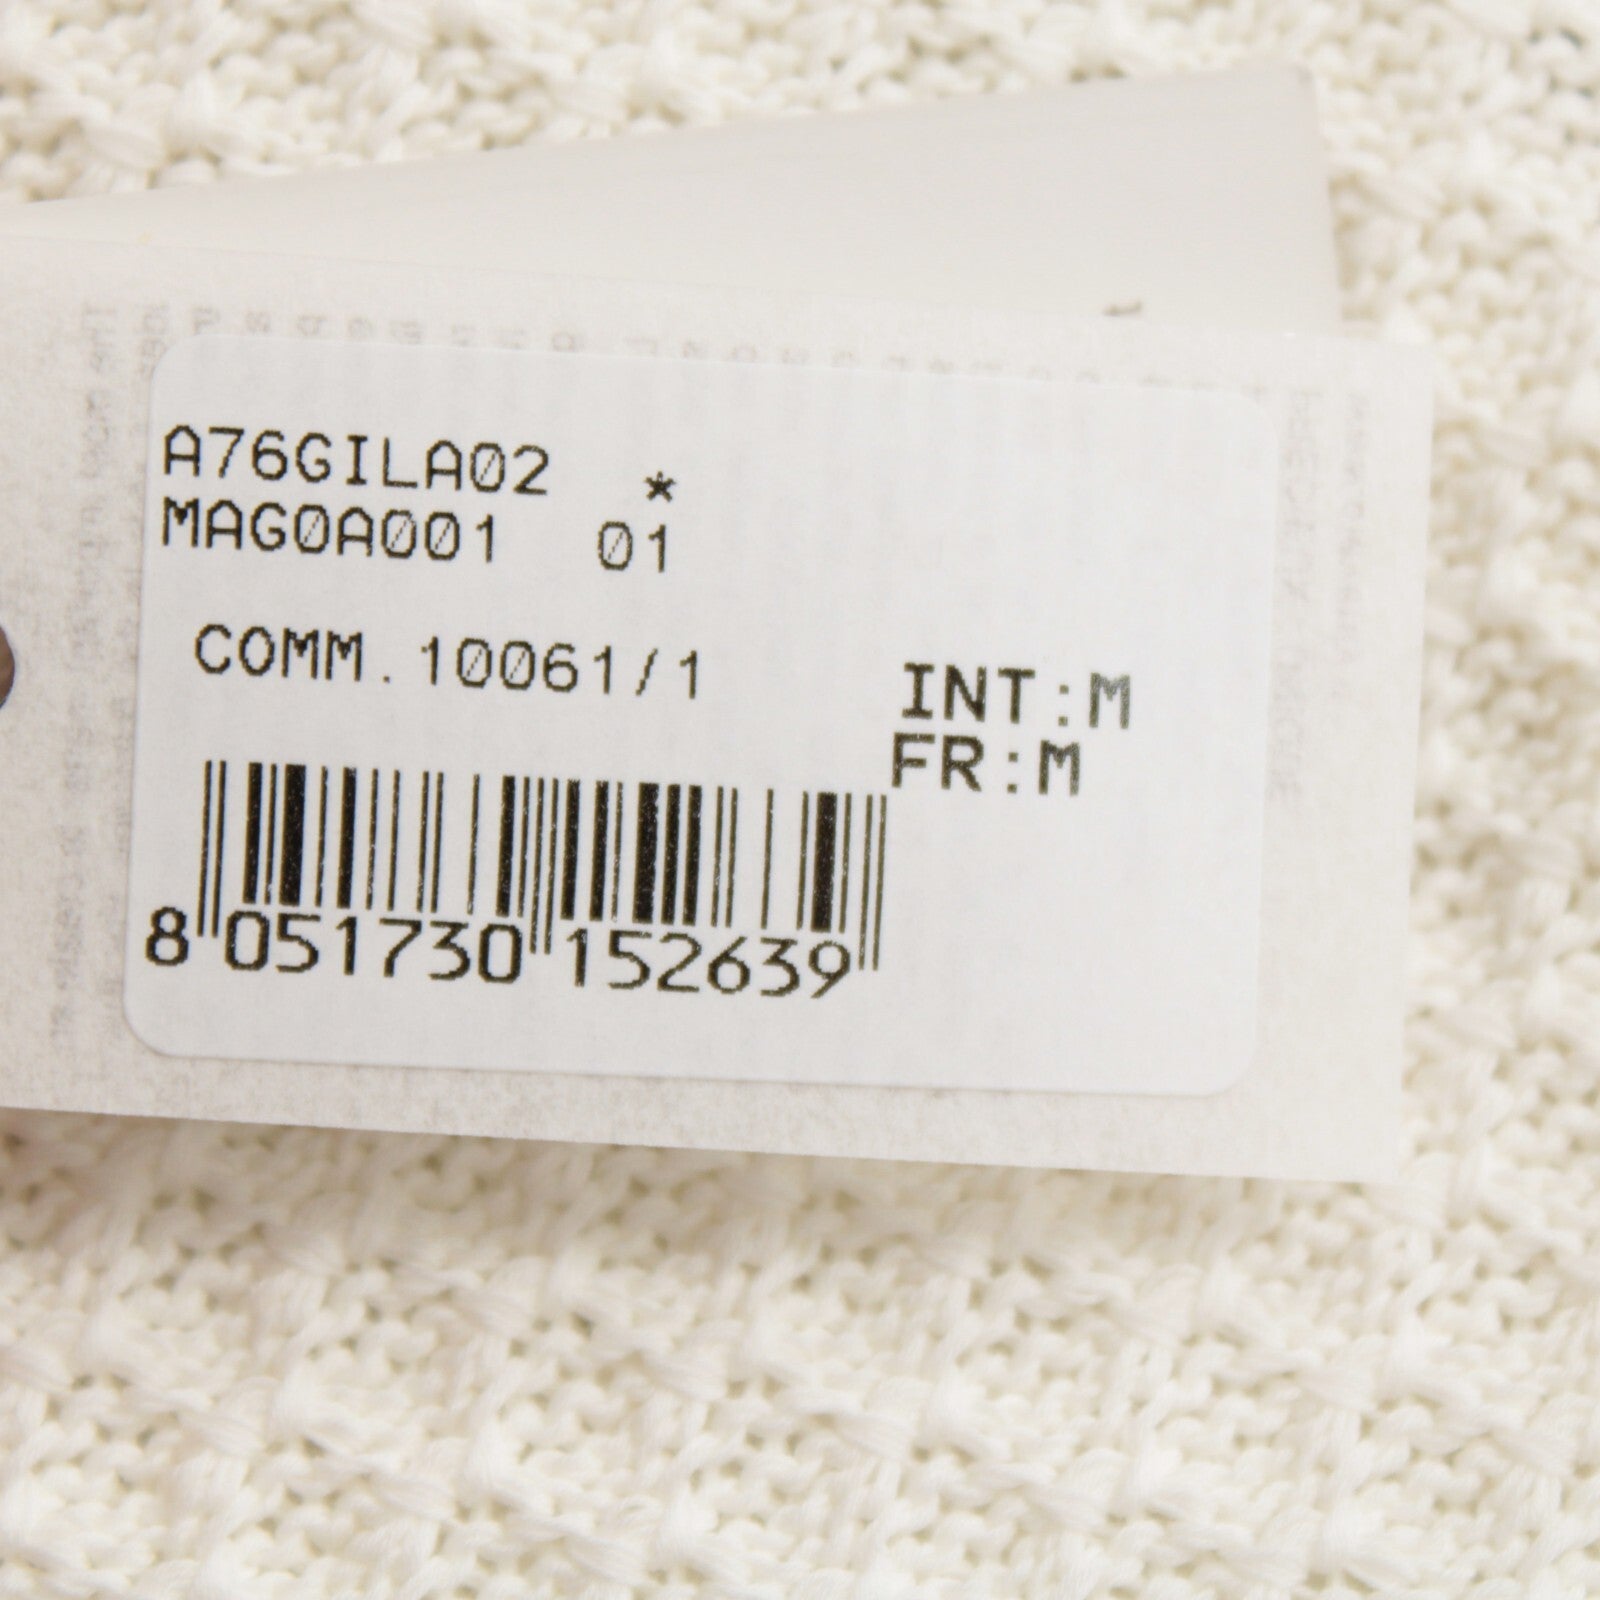 A76GILA02 *
MAG0A001 01
COMM.10061/1
INT:M
FR:M
8 051730 152639